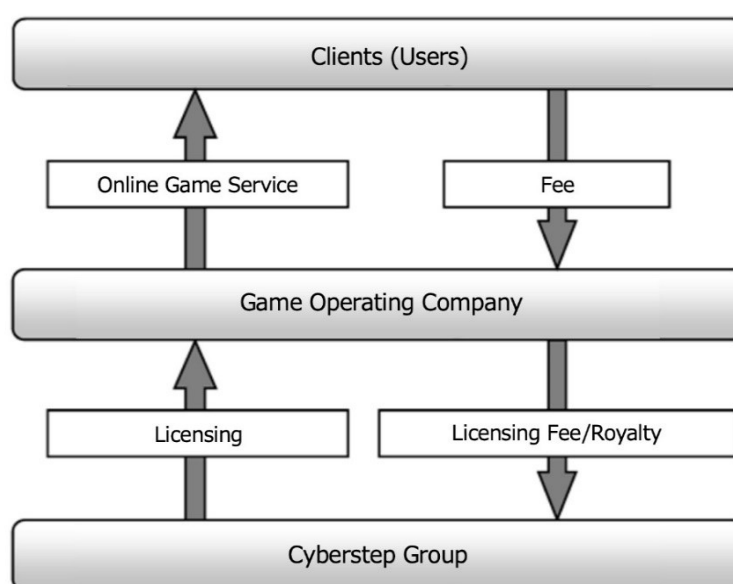 Clients (Users)
Online Game Service
Fee
Game Operating Company
Licensing
Licensing Fee/Royalty
Cyberstep Group